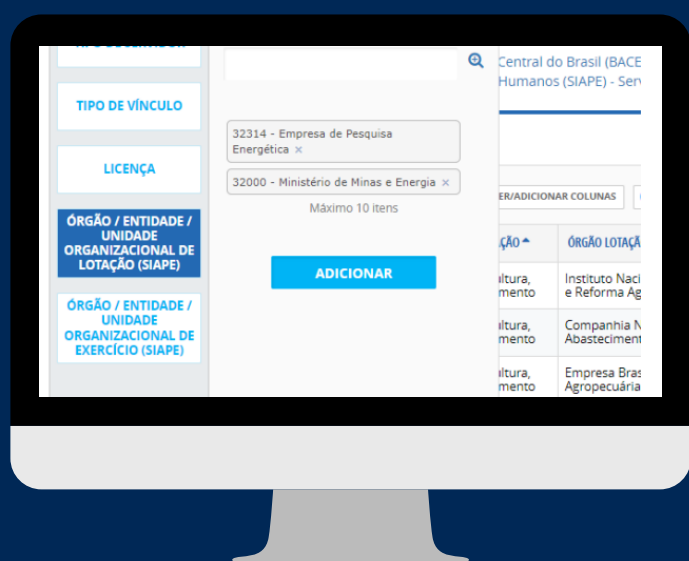 TIPO DE VÍNCULO
LICENÇA
ÓRGÃO / ENTIDADE /
UNIDADE
ORGANIZACIONAL DE
LOTAÇÃO (SIAPE)
ÓRGÃO / ENTIDADE /
UNIDADE
ORGANIZACIONAL DE
EXERCÍCIO (SIAPE)
32314 - Empresa de Pesquisa
Energética ×
32000 - Ministério de Minas e Energia ×
Máximo 10 itens
ADICIONAR
Central do Brasil (BACE
Humanos (SIAPE) - Serv
ER/ADICIONAR COLUNAS
ÇÃO ÓRGÃO LOTAÇÃ
ltura, Instituto Naci
mento e Reforma Ag
ltura, Companhia N
mento Abasteciment
ltura, Empresa Bras
mento Agropecuária